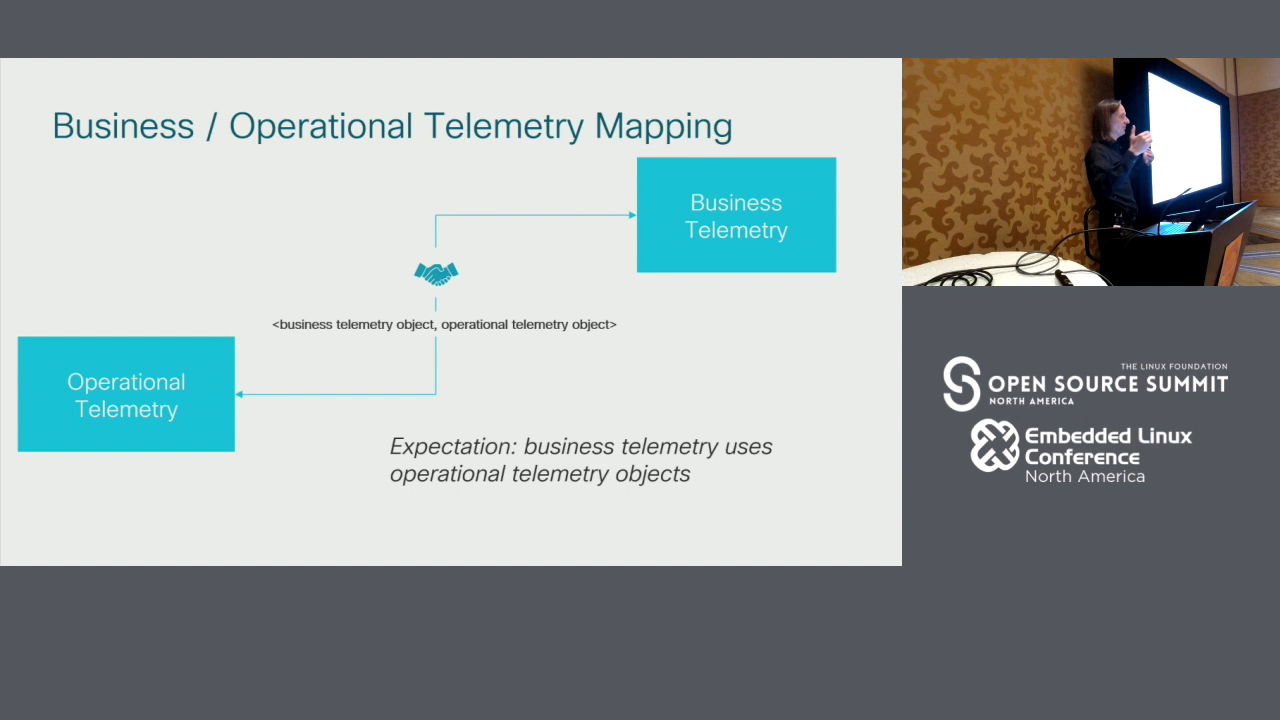 Business / Operational Telemetry Mapping
Business
Telemetry
<business telemetry object, operational telemetry object>
Operational
Telemetry
Expectation: business telemetry uses
operational telemetry objects
THE LINUX FOUNDATION
OPEN SOURCE SUMMIT
NORTH AMERICA
Embedded Linux
Conference
North America